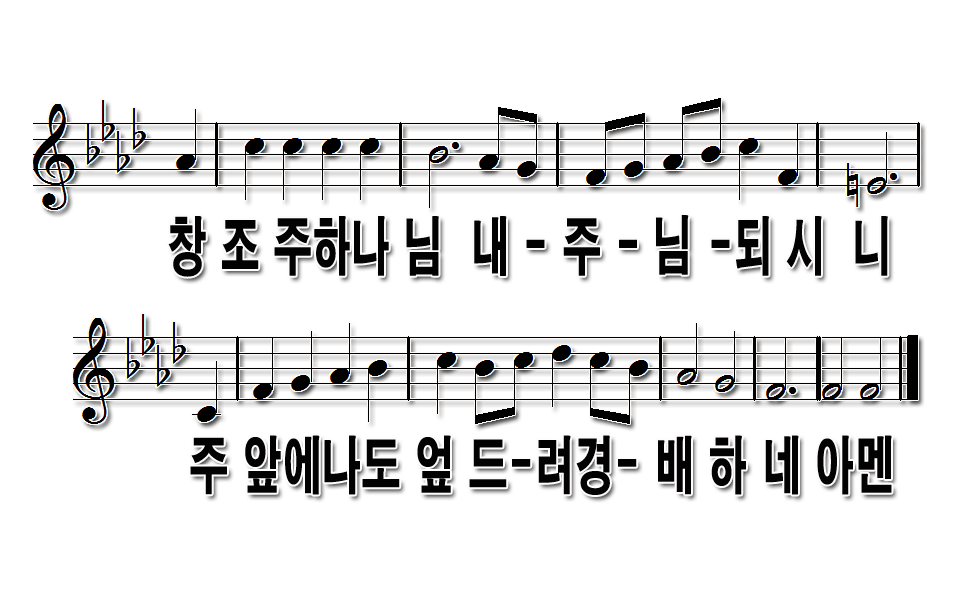 창 조 주하나 님 내 - 주 - 님 -되 시 니
주 앞에나도 엎 드-려경- 배 하 네 아멘